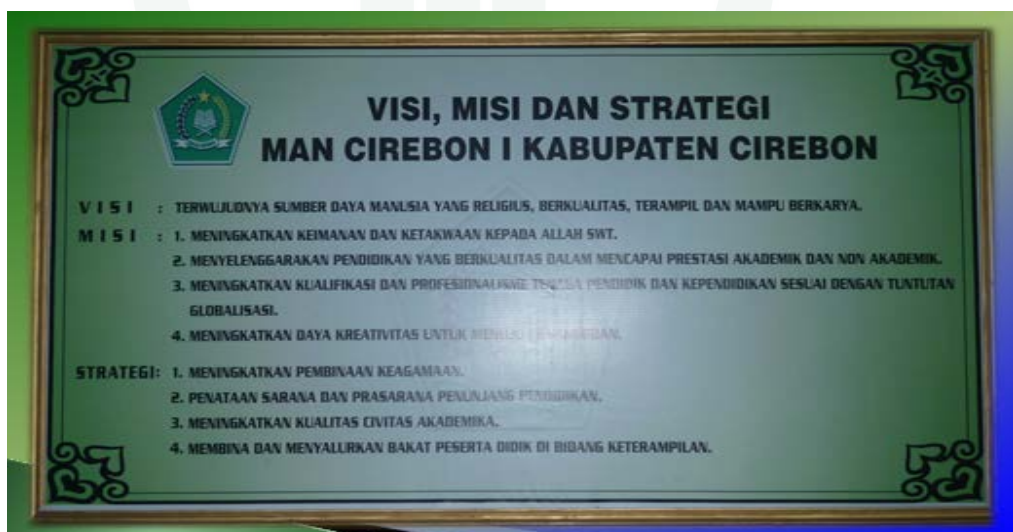 VISI, MISI DAN STRATEGI
MAN CIREBON I KABUPATEN CIREBON
VISI : TERWUJUDNYA SUMBER DAYA MANUSIA YANG RELIGIUS, BERKUALITAS, TERAMPIL DAN MAMPU BERKARYA.
MISI : 1. MENINGKATKAN KEIMANAN DAN KETAKWAAN KEPADA ALLAH SWT.
2. MENYELENGGARAKAN PENDIDIKAN YANG BERKUALITAS DALAM MENCAPAI PRESTASI AKADEMIK DAN NON AKADEMIK.
3. MENINGKATKAN KUALIFIKASI DAN PROFESIONALISME TENAGA PENDIDIK DAN KEPENDIDIKAN SESUAI DENGAN TUNTUTAN
GLOBALISASI.
4. MENINGKATKAN DAYA KREATIVITAS UNTUK MENUJU
STRATEGI: 1. MENINGKATKAN PEMBINAAN KEAGAMAAN.
2. PENATAAN SARANA DAN PRASARANA PENUNJANG PENDIDIKAN.
3. MENINGKATKAN KUALITAS CIVITAS AKADEMIKA.
4. MEMBINA DAN MENYALURKAN BAKAT PESERTA DIDIK DI BIDANG KETERAMPILAN.